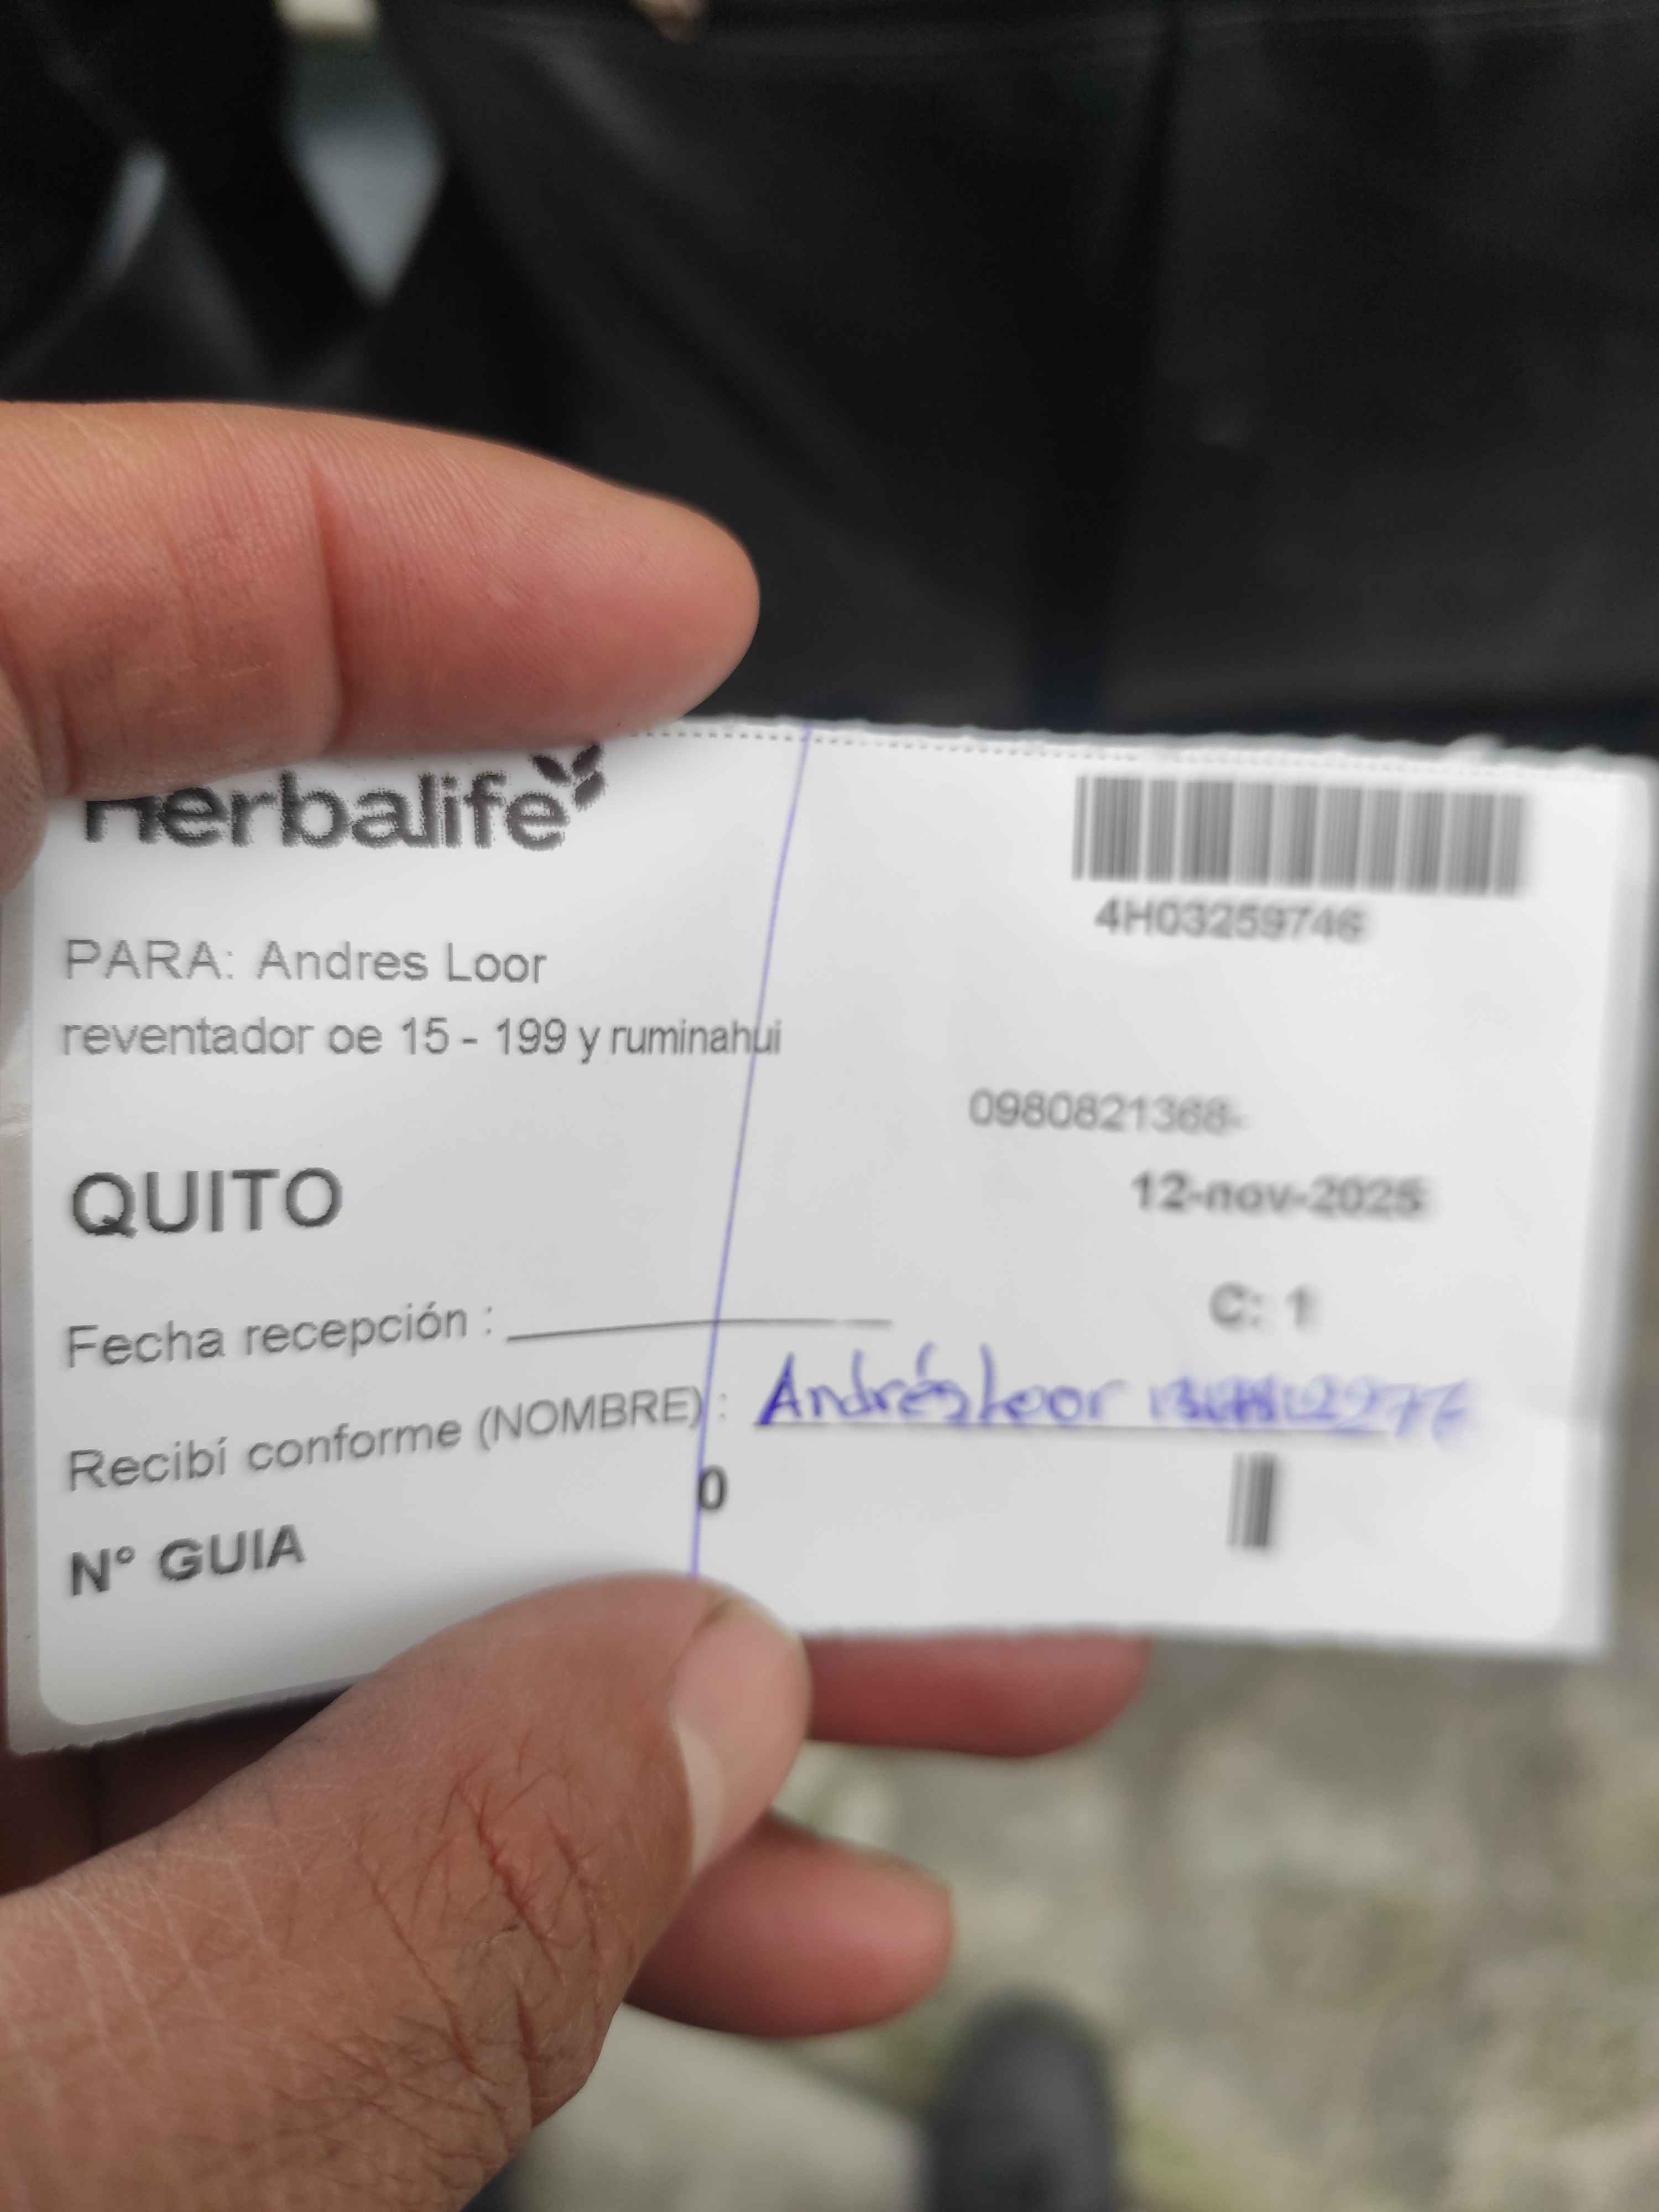 Herbalife
4H03259746
PARA: Andres Loor
reventador oe 15 - 199 y ruminahui
0980821368-
QUITO
12-nov-2025
C: 1
Fecha recepción :
Recibí conforme (NOMBRE) : Andrés Loor
0
N° GUIA